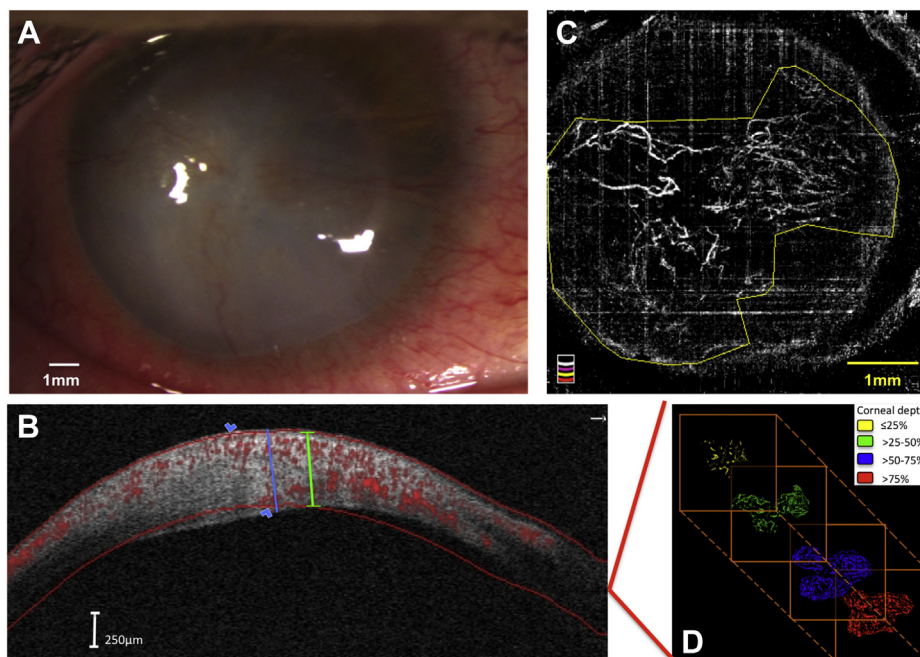 A
1mm
B
250µm
C
1mm
Corneal dept
≤25%
>25-50%
>50-75%
>75%
D